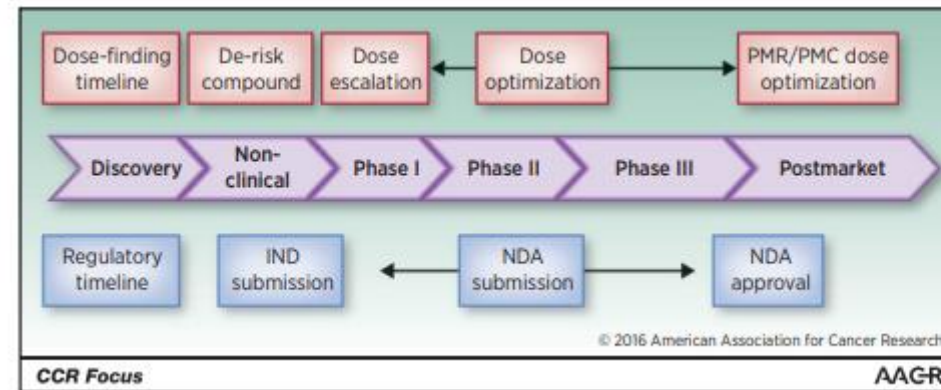 Dose-finding
timeline
De-risk
compound
Dose
escalation
Dose
optimization
PMR/PMC dose
optimization
Discovery
Non-
clinical
Phase I
Phase II
Phase III
Postmarket
Regulatory
timeline
IND
submission
NDA
submission
NDA
approval
© 2016 American Association for Cancer Research
CCR Focus
AACR